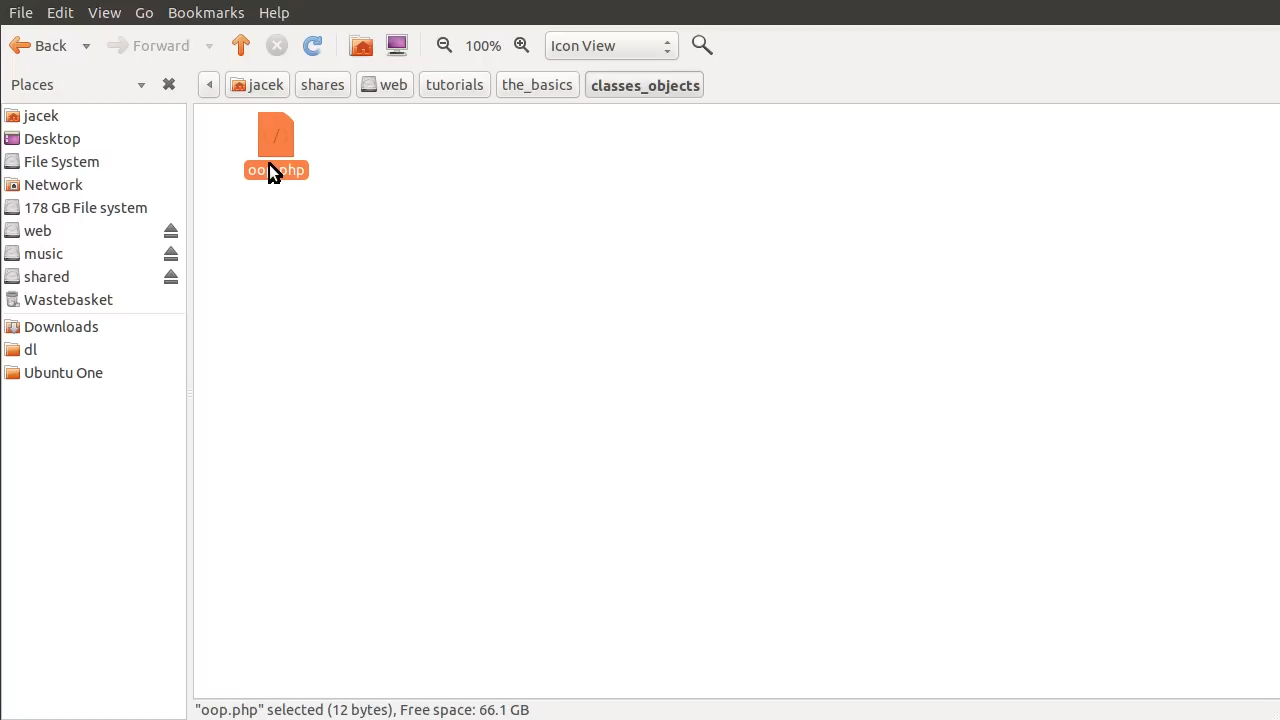 File Edit View Go Bookmarks Help
Back Forward 100% Icon View
Places jacek shares web tutorials the_basics classes_objects
jacek
Desktop
File System
Network
178 GB File system
web
music
shared
Wastebasket
Downloads
dl
Ubuntu One
oop.php
"oop.php" selected (12 bytes), Free space: 66.1 GB